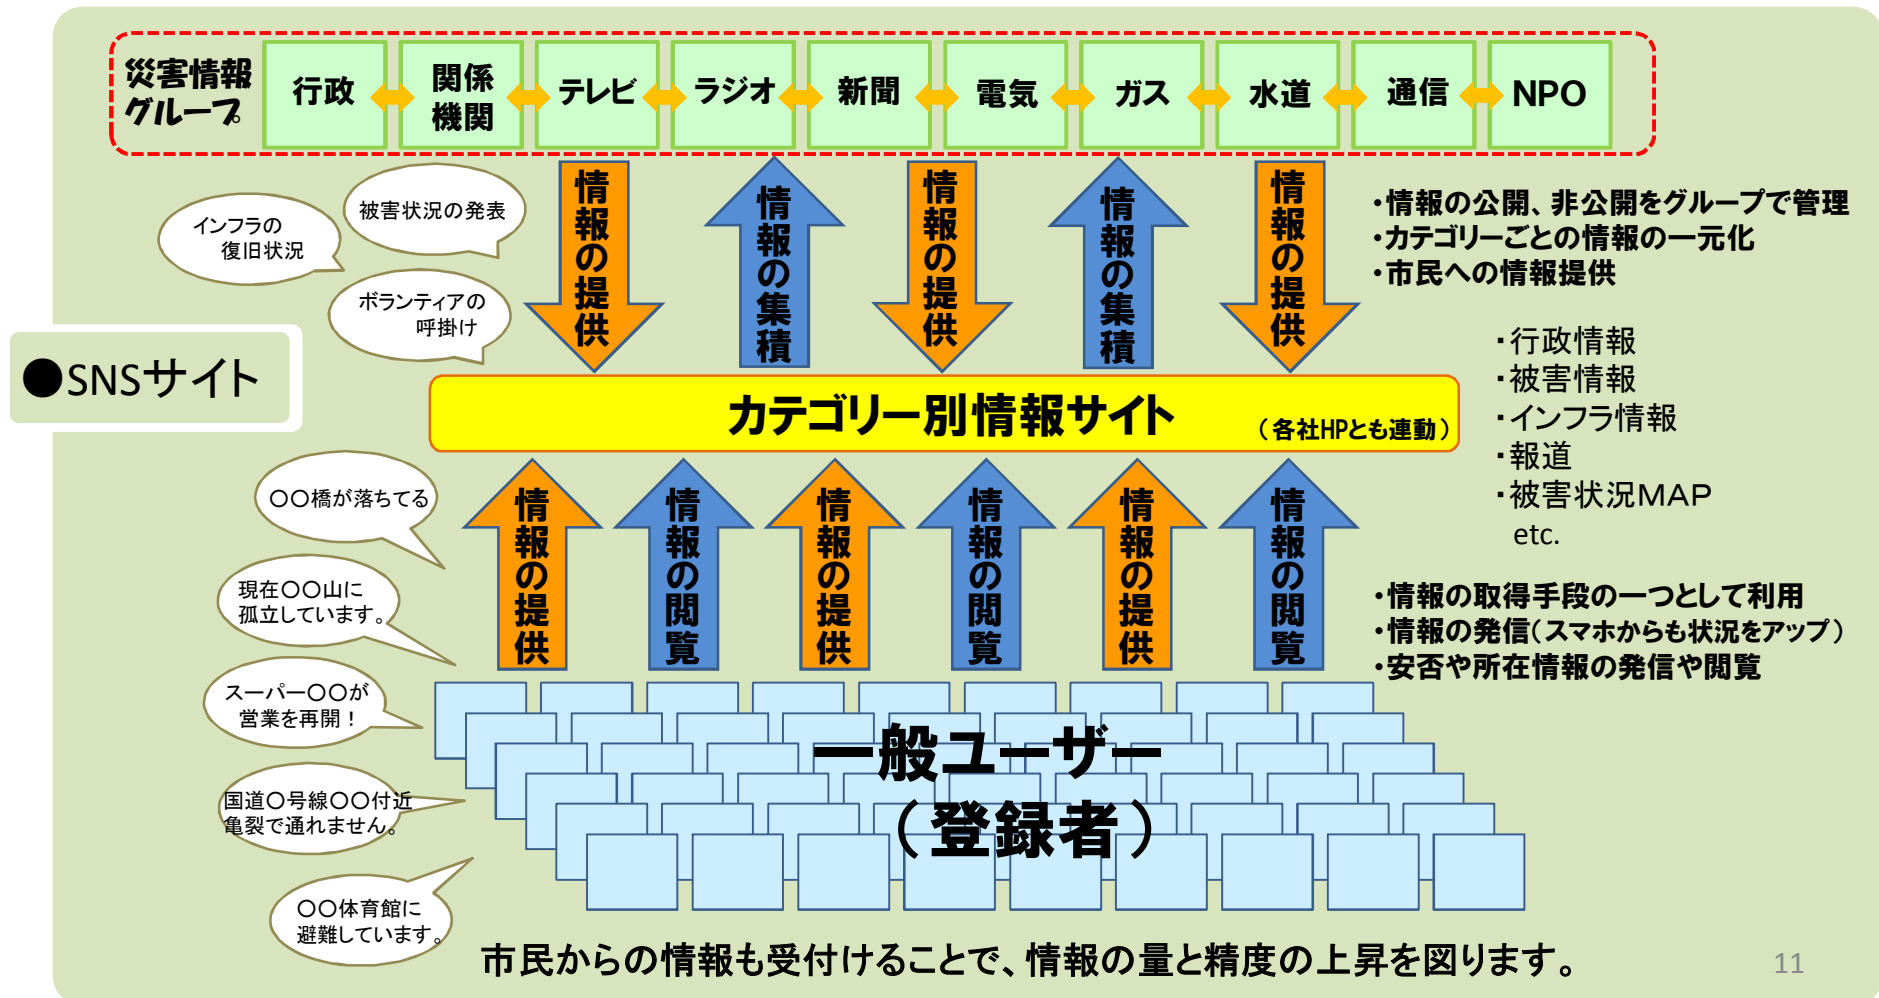 災害情報
グループ
行政
関係
機関
テレビ
ラジオ
新聞
電気
ガス
水道
通信
NPO
インフラの
復旧状況
被害状況の発表
ボランティアの
呼掛け
情報の提供
情報の集積
情報の提供
情報の集積
情報の提供
・情報の公開、非公開をグループで管理
・カテゴリーごとの情報の一元化
・市民への情報提供
●SNSサイト
カテゴリー別情報サイト
（各社HPとも連動）
・行政情報
・被害情報
・インフラ情報
・報道
・被害状況MAP
etc.
〇〇橋が落ちてる
現在〇〇山に
孤立しています。
スーパー〇〇が
営業を再開！
国道〇号線〇〇付近
亀裂で通れません。
〇〇体育館に
避難しています。
情報の提供
情報の閲覧
情報の提供
情報の閲覧
情報の提供
情報の閲覧
・情報の取得手段の一つとして利用
・情報の発信（スマホからも状況をアップ）
・安否や所在情報の発信や閲覧
一般ユーザー
（登録者）
市民からの情報も受付けることで、情報の量と精度の上昇を図ります。
11